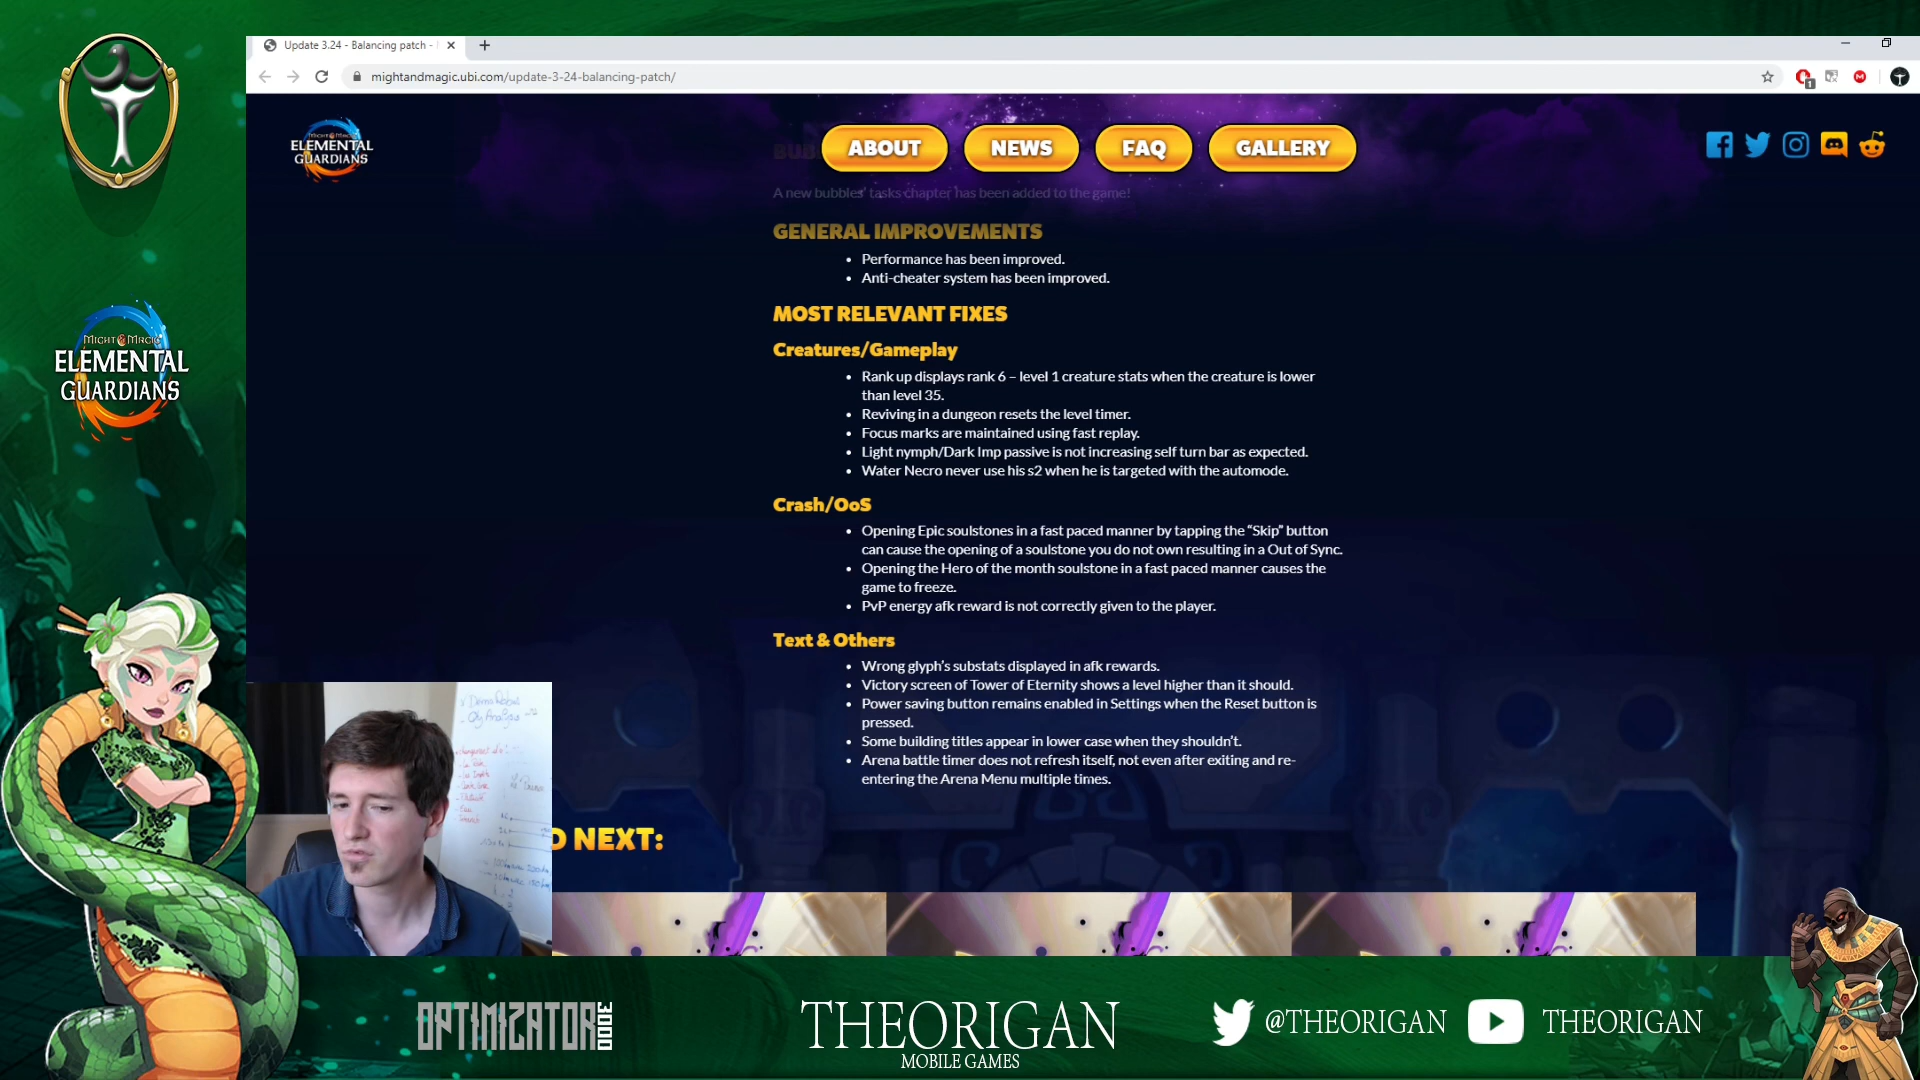 Update 3.24 - Balancing patch -
mightandmagic.ubi.com/update-3-24-balancing-patch/
MIGHT & MAGIC
ELEMENTAL
GUARDIANS
ABOUT
NEWS
FAQ
GALLERY
A new bubbles' tasks chapter has been added to the game!
GENERAL IMPROVEMENTS
• Performance has been improved.
• Anti-cheater system has been improved.
MOST RELEVANT FIXES
Creatures/Gameplay
• Rank up displays rank 6 – level 1 creature stats when the creature is lower
than level 35.
• Reviving in a dungeon resets the level timer.
• Focus marks are maintained using fast replay.
• Light nymph/Dark Imp passive is not increasing self turn bar as expected.
• Water Necro never use his s2 when he is targeted with the automode.
Crash/OoS
• Opening Epic soulstones in a fast paced manner by tapping the “Skip” button
can cause the opening of a soulstone you do not own resulting in a Out of Sync.
• Opening the Hero of the month soulstone in a fast paced manner causes the
game to freeze.
• PvP energy afk reward is not correctly given to the player.
Text & Others
• Wrong glyph’s substats displayed in afk rewards.
• Victory screen of Tower of Eternity shows a level higher than it should.
• Power saving button remains enabled in Settings when the Reset button is
pressed.
• Some building titles appear in lower case when they shouldn’t.
• Arena battle timer does not refresh itself, not even after exiting and re-
entering the Arena Menu multiple times.
NEXT:
MIGHT & MAGIC
ELEMENTAL
GUARDIANS
OPTIMIZATOR
3000
THEORIGAN
MOBILE GAMES
@THEORIGAN
THEORIGAN